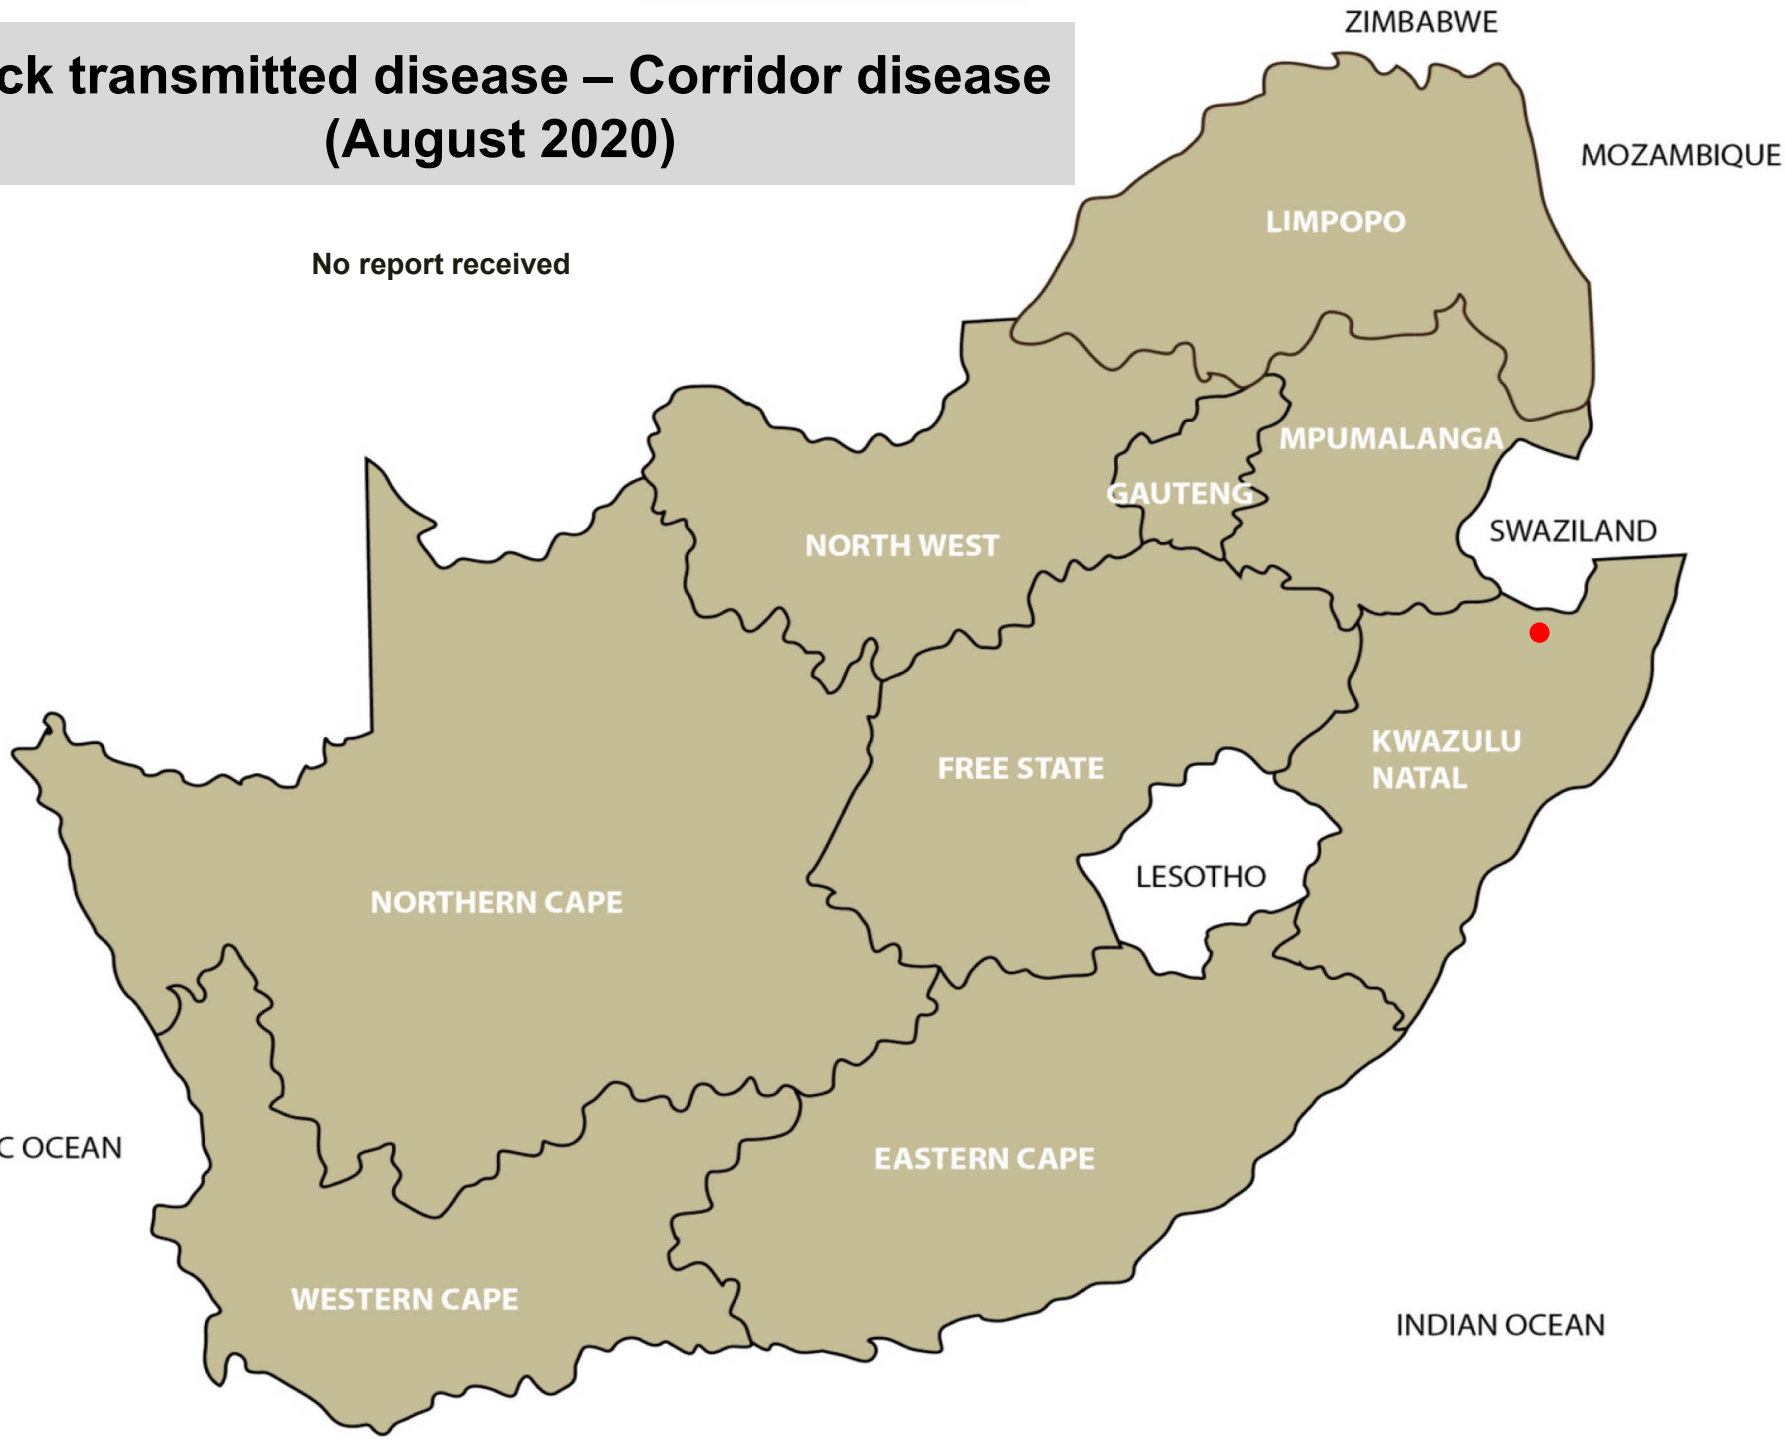 ck transmitted disease – Corridor disease
(August 2020)
No report received
ZIMBABWE
MOZAMBIQUE
LIMPOPO
MPUMALANGA
GAUTENG
NORTH WEST
SWAZILAND
FREE STATE
KWAZULU
NATAL
LESOTHO
NORTHERN CAPE
C OCEAN
EASTERN CAPE
WESTERN CAPE
INDIAN OCEAN